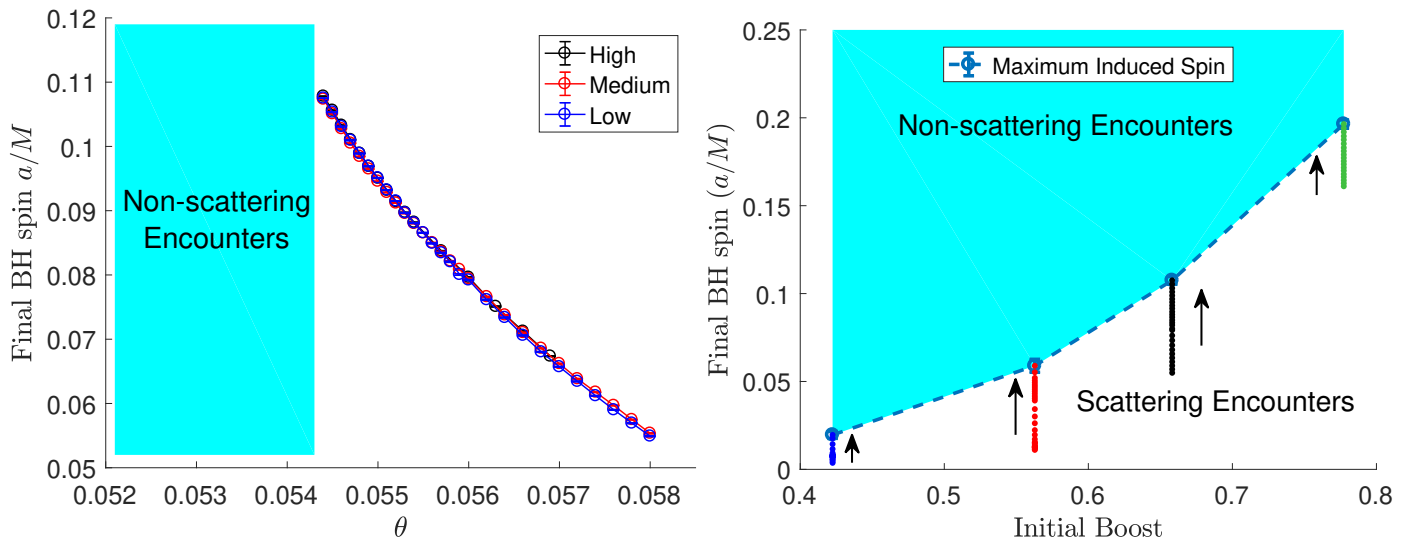 0.12
0.11
0.1
0.09
0.08
0.07
0.06
0.05
Final BH spin a/M
Non-scattering
Encounters
High
Medium
Low
0.052 0.053 0.054 0.055 0.056 0.057 0.058
θ
0.25
0.2
0.15
0.1
0.05
0
Final BH spin (a/M)
Maximum Induced Spin
Non-scattering Encounters
Scattering Encounters
0.4 0.5 0.6 0.7 0.8
Initial Boost